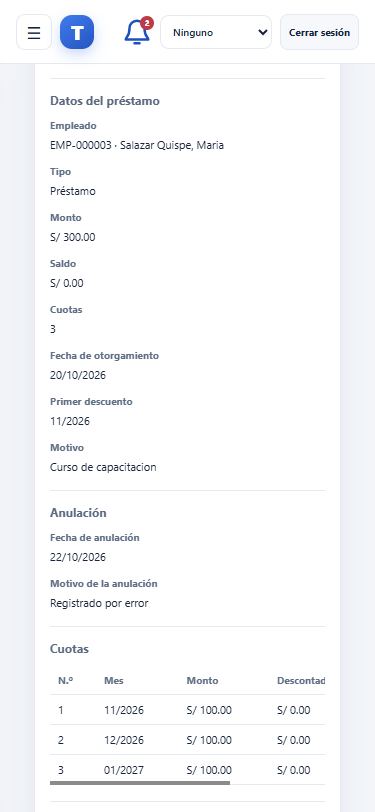 ☰ T 2 Ninguno Cerrar sesión
Datos del préstamo
Empleado
EMP-000003 · Salazar Quispe, Maria
Tipo
Préstamo
Monto
S/ 300.00
Saldo
S/ 0.00
Cuotas
3
Fecha de otorgamiento
20/10/2026
Primer descuento
11/2026
Motivo
Curso de capacitacion
Anulación
Fecha de anulación
22/10/2026
Motivo de la anulación
Registrado por error
Cuotas
N.º Mes Monto Descontad
1 11/2026 S/ 100.00 S/ 0.00
2 12/2026 S/ 100.00 S/ 0.00
3 01/2027 S/ 100.00 S/ 0.00